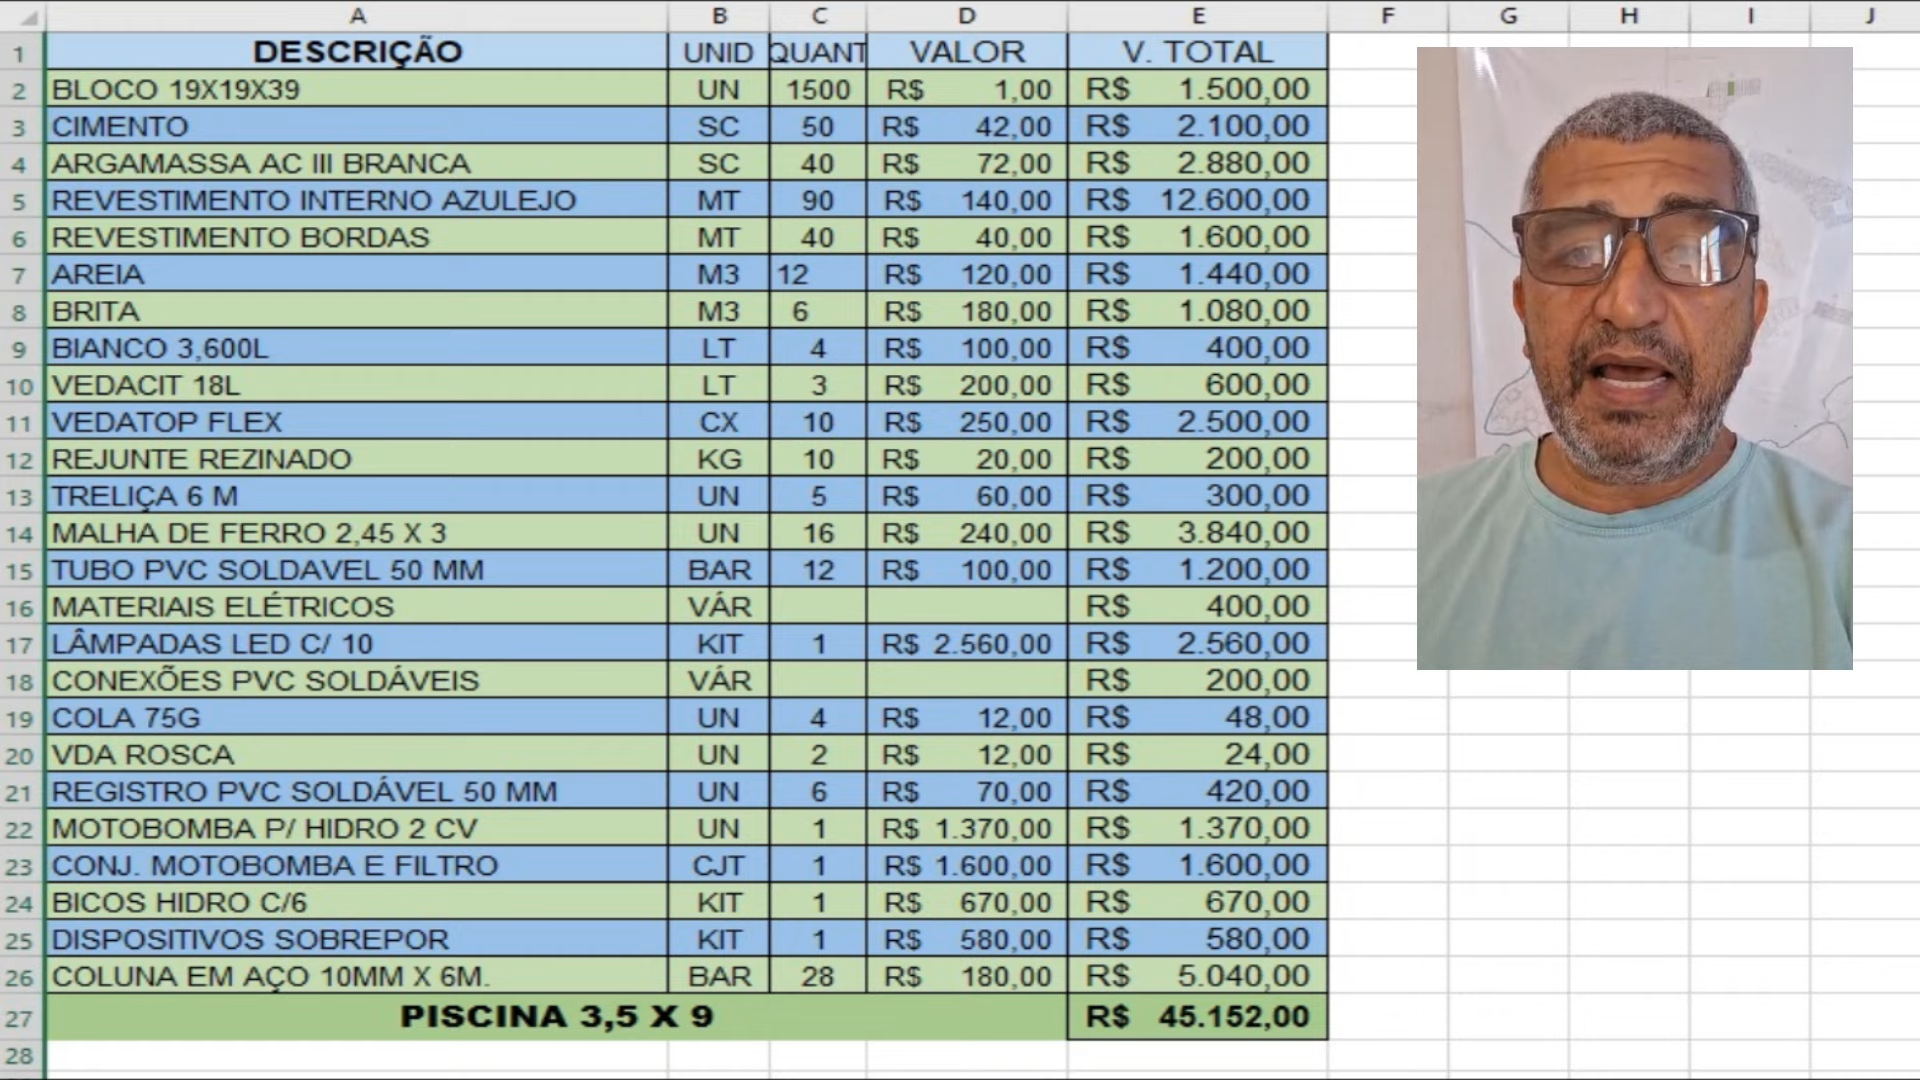 A B C D E F G H I J
1 DESCRIÇÃO UNID QUANT VALOR V. TOTAL
2 BLOCO 19X19X39 UN 1500 R$ 1,00 R$ 1.500,00
3 CIMENTO SC 50 R$ 42,00 R$ 2.100,00
4 ARGAMASSA AC III BRANCA SC 40 R$ 72,00 R$ 2.880,00
5 REVESTIMENTO INTERNO AZULEJO MT 90 R$ 140,00 R$ 12.600,00
6 REVESTIMENTO BORDAS MT 40 R$ 40,00 R$ 1.600,00
7 AREIA M3 12 R$ 120,00 R$ 1.440,00
8 BRITA M3 6 R$ 180,00 R$ 1.080,00
9 BIANCO 3,600L LT 4 R$ 100,00 R$ 400,00
10 VEDACIT 18L LT 3 R$ 200,00 R$ 600,00
11 VEDATOP FLEX CX 10 R$ 250,00 R$ 2.500,00
12 REJUNTE REZINADO KG 10 R$ 20,00 R$ 200,00
13 TRELIÇA 6 M UN 5 R$ 60,00 R$ 300,00
14 MALHA DE FERRO 2,45 X 3 UN 16 R$ 240,00 R$ 3.840,00
15 TUBO PVC SOLDAVEL 50 MM BAR 12 R$ 100,00 R$ 1.200,00
16 MATERIAIS ELÉTRICOS VÁR R$ 400,00
17 LÂMPADAS LED C/ 10 KIT 1 R$ 2.560,00 R$ 2.560,00
18 CONEXÕES PVC SOLDÁVEIS VÁR R$ 200,00
19 COLA 75G UN 4 R$ 12,00 R$ 48,00
20 VDA ROSCA UN 2 R$ 12,00 R$ 24,00
21 REGISTRO PVC SOLDÁVEL 50 MM UN 6 R$ 70,00 R$ 420,00
22 MOTOBOMBA P/ HIDRO 2 CV UN 1 R$ 1.370,00 R$ 1.370,00
23 CONJ. MOTOBOMBA E FILTRO CJT 1 R$ 1.600,00 R$ 1.600,00
24 BICOS HIDRO C/6 KIT 1 R$ 670,00 R$ 670,00
25 DISPOSITIVOS SOBREPOR KIT 1 R$ 580,00 R$ 580,00
26 COLUNA EM AÇO 10MM X 6M. BAR 28 R$ 180,00 R$ 5.040,00
27 PISCINA 3,5 X 9 R$ 45.152,00
28